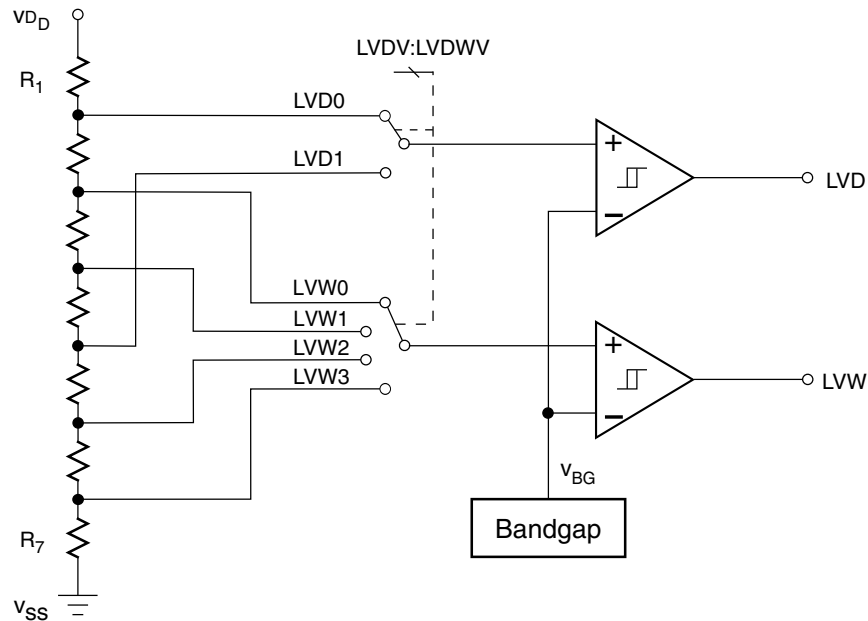 vDD
LVDV:LVDWV
R1
LVD0
+
LVD1
LVD
−
LVW0
LVW1
+
LVW2
LVW3
LVW
−
vBG
Bandgap
R7
vSS